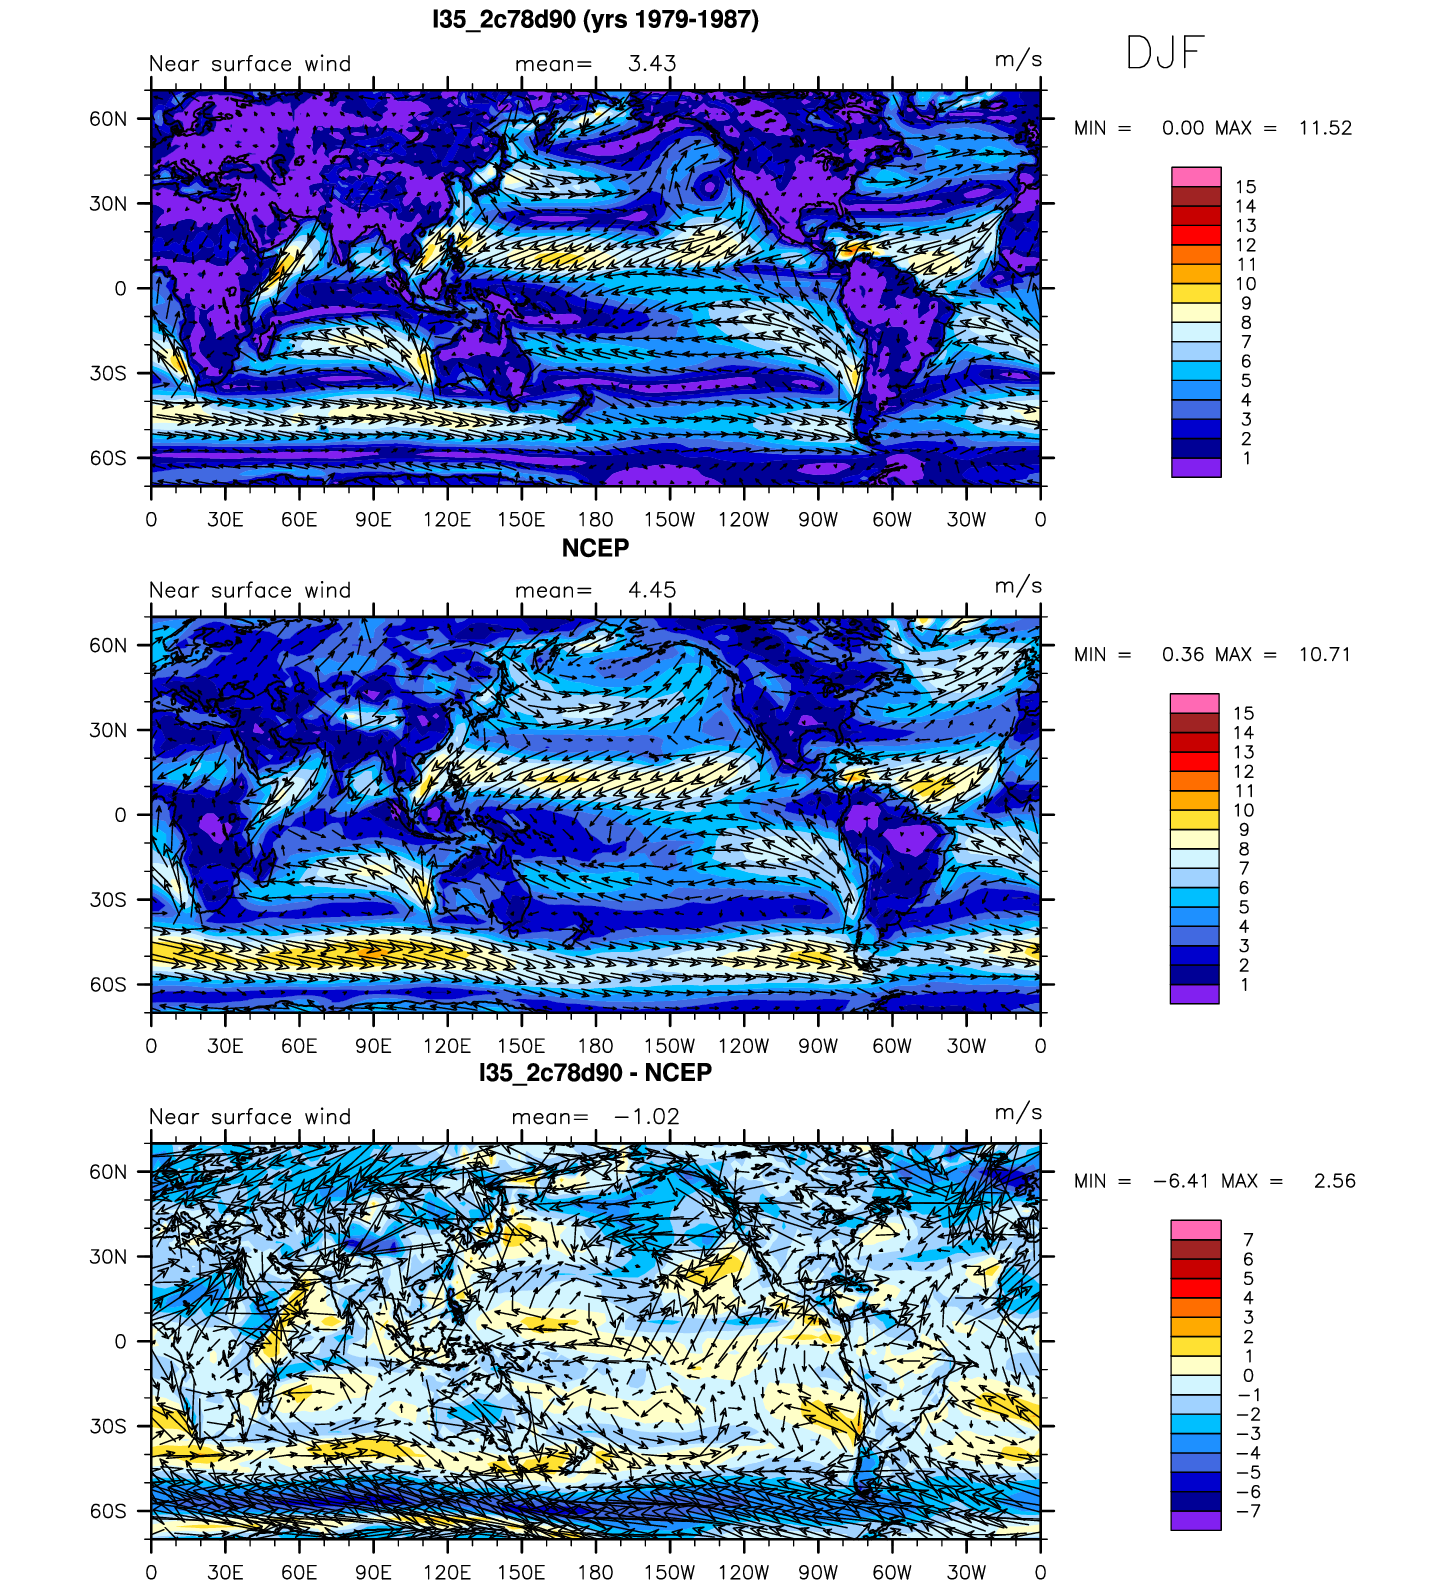 I35_2c78d90 (yrs 1979-1987)
DJF
Near surface wind mean= 3.43 m/s
MIN = 0.00 MAX = 11.52
60N
30N
0
30S
60S
0 30E 60E 90E 120E 150E 180 150W 120W 90W 60W 30W 0
15
14
13
12
11
10
9
8
7
6
5
4
3
2
1
NCEP
Near surface wind mean= 4.45 m/s
MIN = 0.36 MAX = 10.71
60N
30N
0
30S
60S
0 30E 60E 90E 120E 150E 180 150W 120W 90W 60W 30W 0
15
14
13
12
11
10
9
8
7
6
5
4
3
2
1
I35_2c78d90 - NCEP
Near surface wind mean= −1.02 m/s
MIN = −6.41 MAX = 2.56
60N
30N
0
30S
60S
0 30E 60E 90E 120E 150E 180 150W 120W 90W 60W 30W 0
7
6
5
4
3
2
1
0
−1
−2
−3
−4
−5
−6
−7